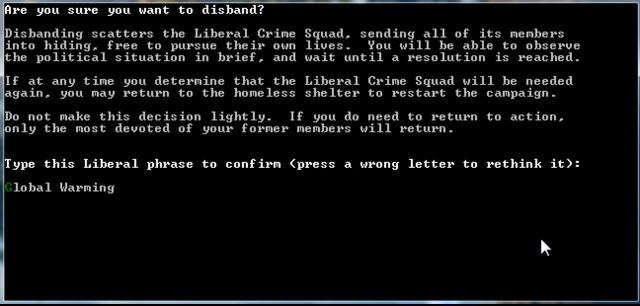 Are you sure you want to disband?
Disbanding scatters the Liberal Crime Squad, sending all of its members
into hiding, free to pursue their own lives.  You will be able to observe
the political situation in brief, and wait until a resolution is reached.
If at any time you determine that the Liberal Crime Squad will be needed
again, you may return to the homeless shelter to restart the campaign.
Do not make this decision lightly.  If you do need to return to action,
only the most devoted of your former members will return.
Type this Liberal phrase to confirm (press a wrong letter to rethink it):
Global Warming